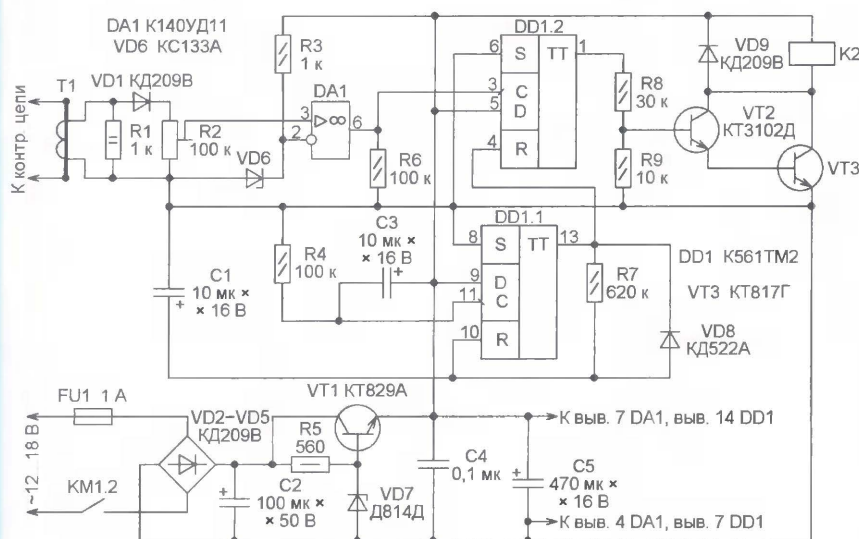 DA1 К140УД11
VD6 КС133А
VD1 КД209В
R3
1 к
DA1
DD1.2
T1
К контр. цепи
R1
1 к
R2
100 к
3
2
6
VD6
R6
100 к
6
3
5
4
S
C
D
R
TT
1
R8
30 к
R9
10 к
VD9
КД209В
K2
VT2
КТ3102Д
VT3
C1
10 мк ×
× 16 В
R4
100 к
C3
10 мк ×
× 16 В
DD1.1
8
9
11
10
S
D
C
R
TT
13
R7
620 к
DD1 К561ТМ2
VT3 КТ817Г
VD8
КД522А
FU1 1 А
~12...18 В
KM1.2
VD2–VD5
КД209В
C2
100 мк ×
× 50 В
R5
560
VT1 КТ829А
VD7
Д814Д
C4
0,1 мк
C5
470 мк ×
× 16 В
К выв. 7 DA1, выв. 14 DD1
К выв. 4 DA1, выв. 7 DD1